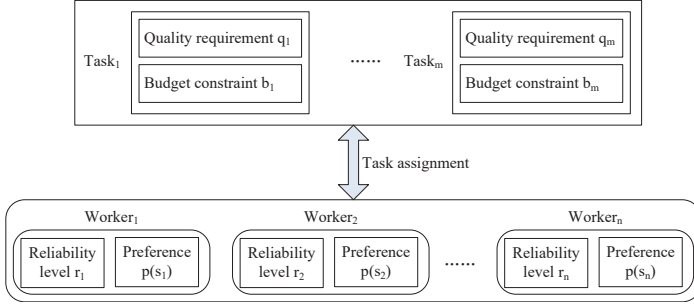 Quality requirement q1
Quality requirement qm
Task1
......
Taskm
Budget constraint b1
Budget constraint bm
Task assignment
Worker1
Worker2
Workern
Reliability
level r1
Preference
p(s1)
Reliability
level r2
Preference
p(s2)
......
Reliability
level rn
Preference
p(sn)